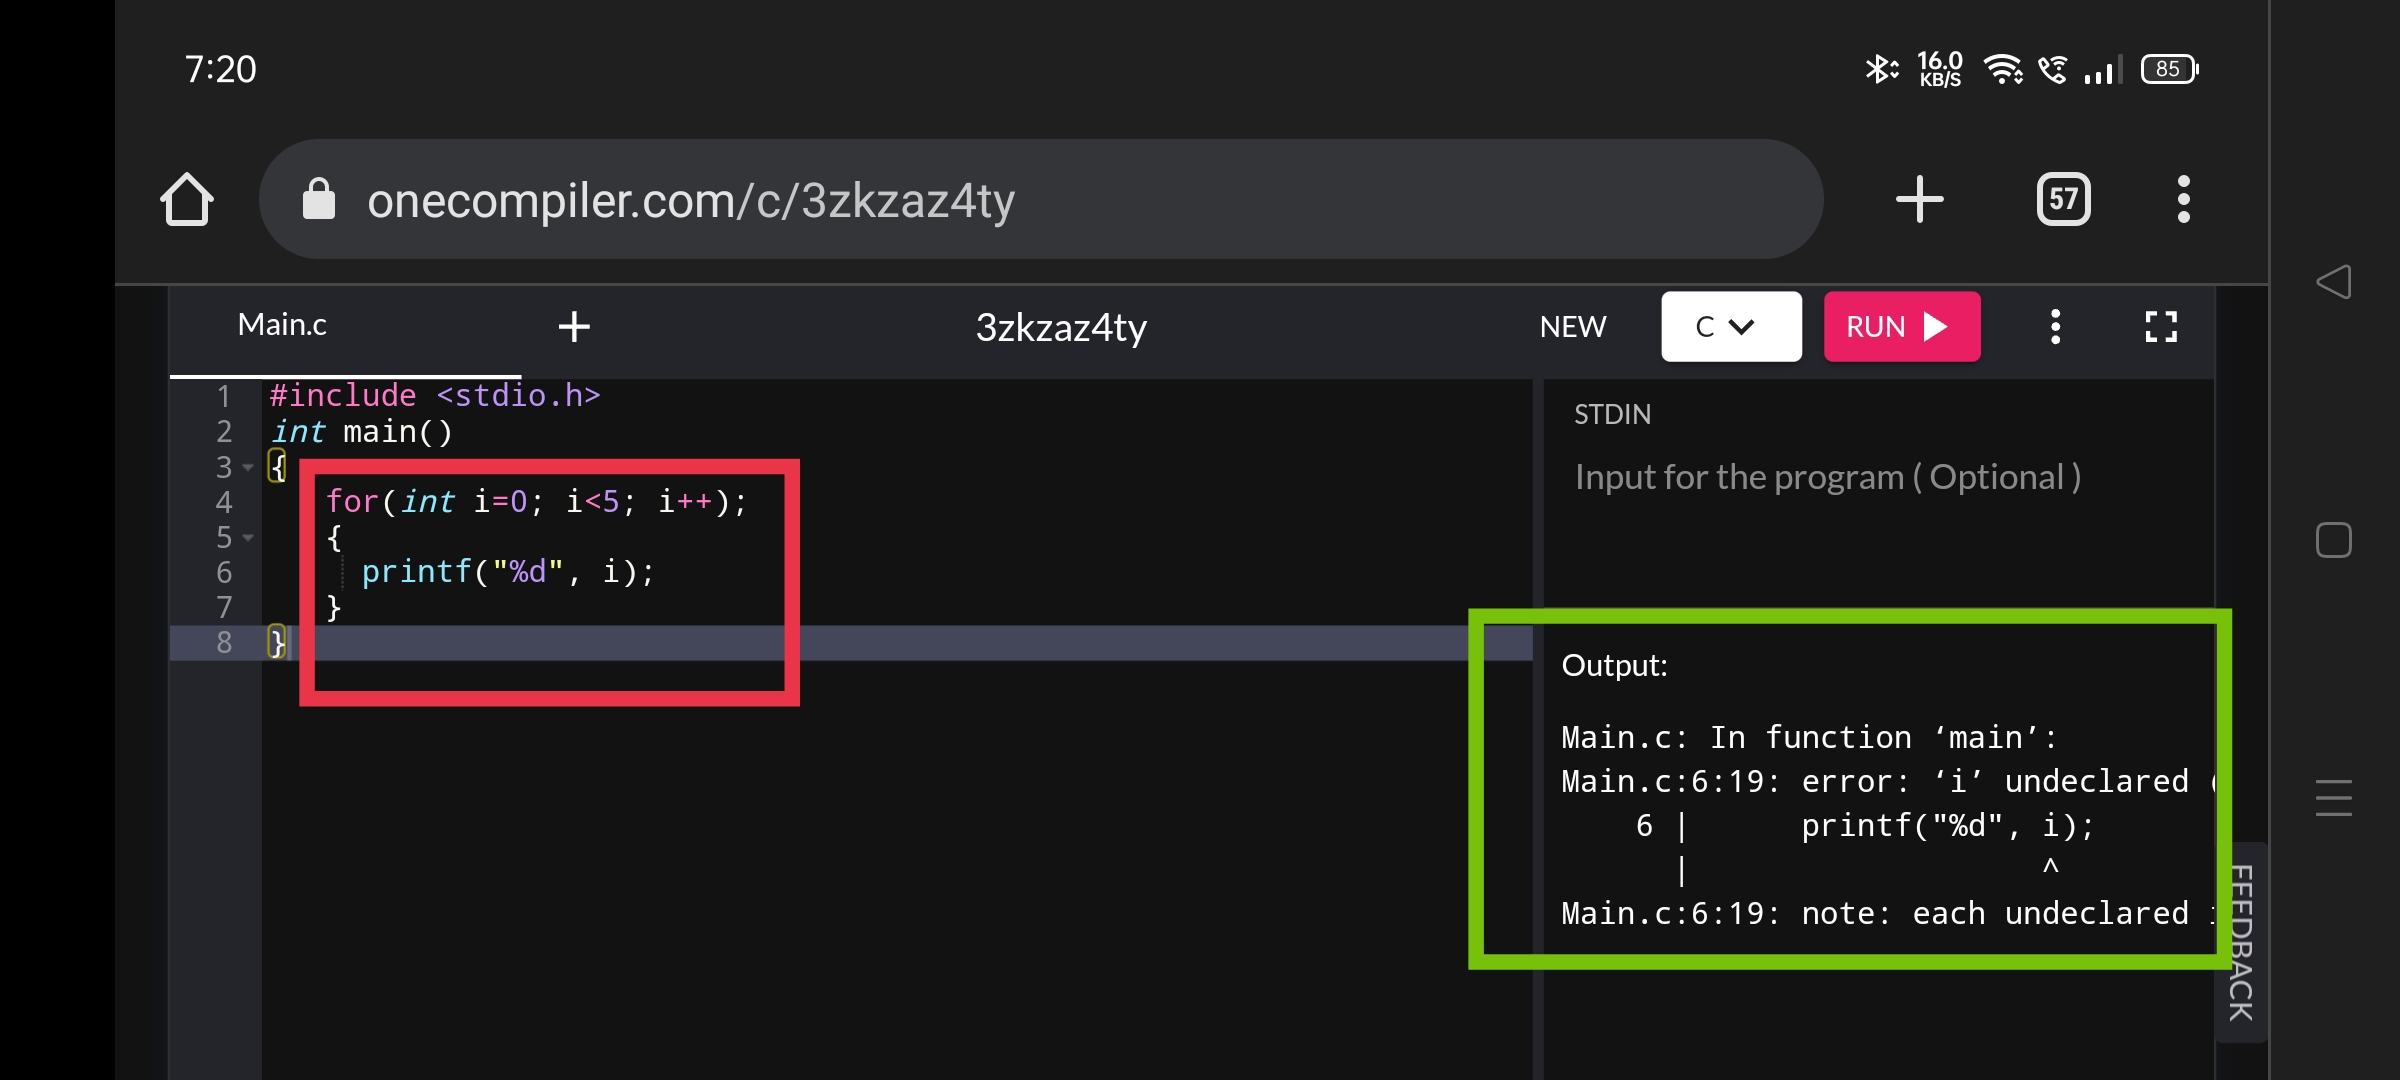 7:20
16.0
KB/S
85
onecompiler.com/c/3zkzaz4ty
57
Main.c
3zkzaz4ty
NEW
C
RUN
1 #include <stdio.h>
2 int main()
3 {
4 for(int i=0; i<5; i++);
5 {
6 printf("%d", i);
7 }
8 }
STDIN
Input for the program ( Optional )
Output:
Main.c: In function ‘main’:
Main.c:6:19: error: ‘i’ undeclared (
6 | printf("%d", i);
| ^
Main.c:6:19: note: each undeclared
FEEDBACK